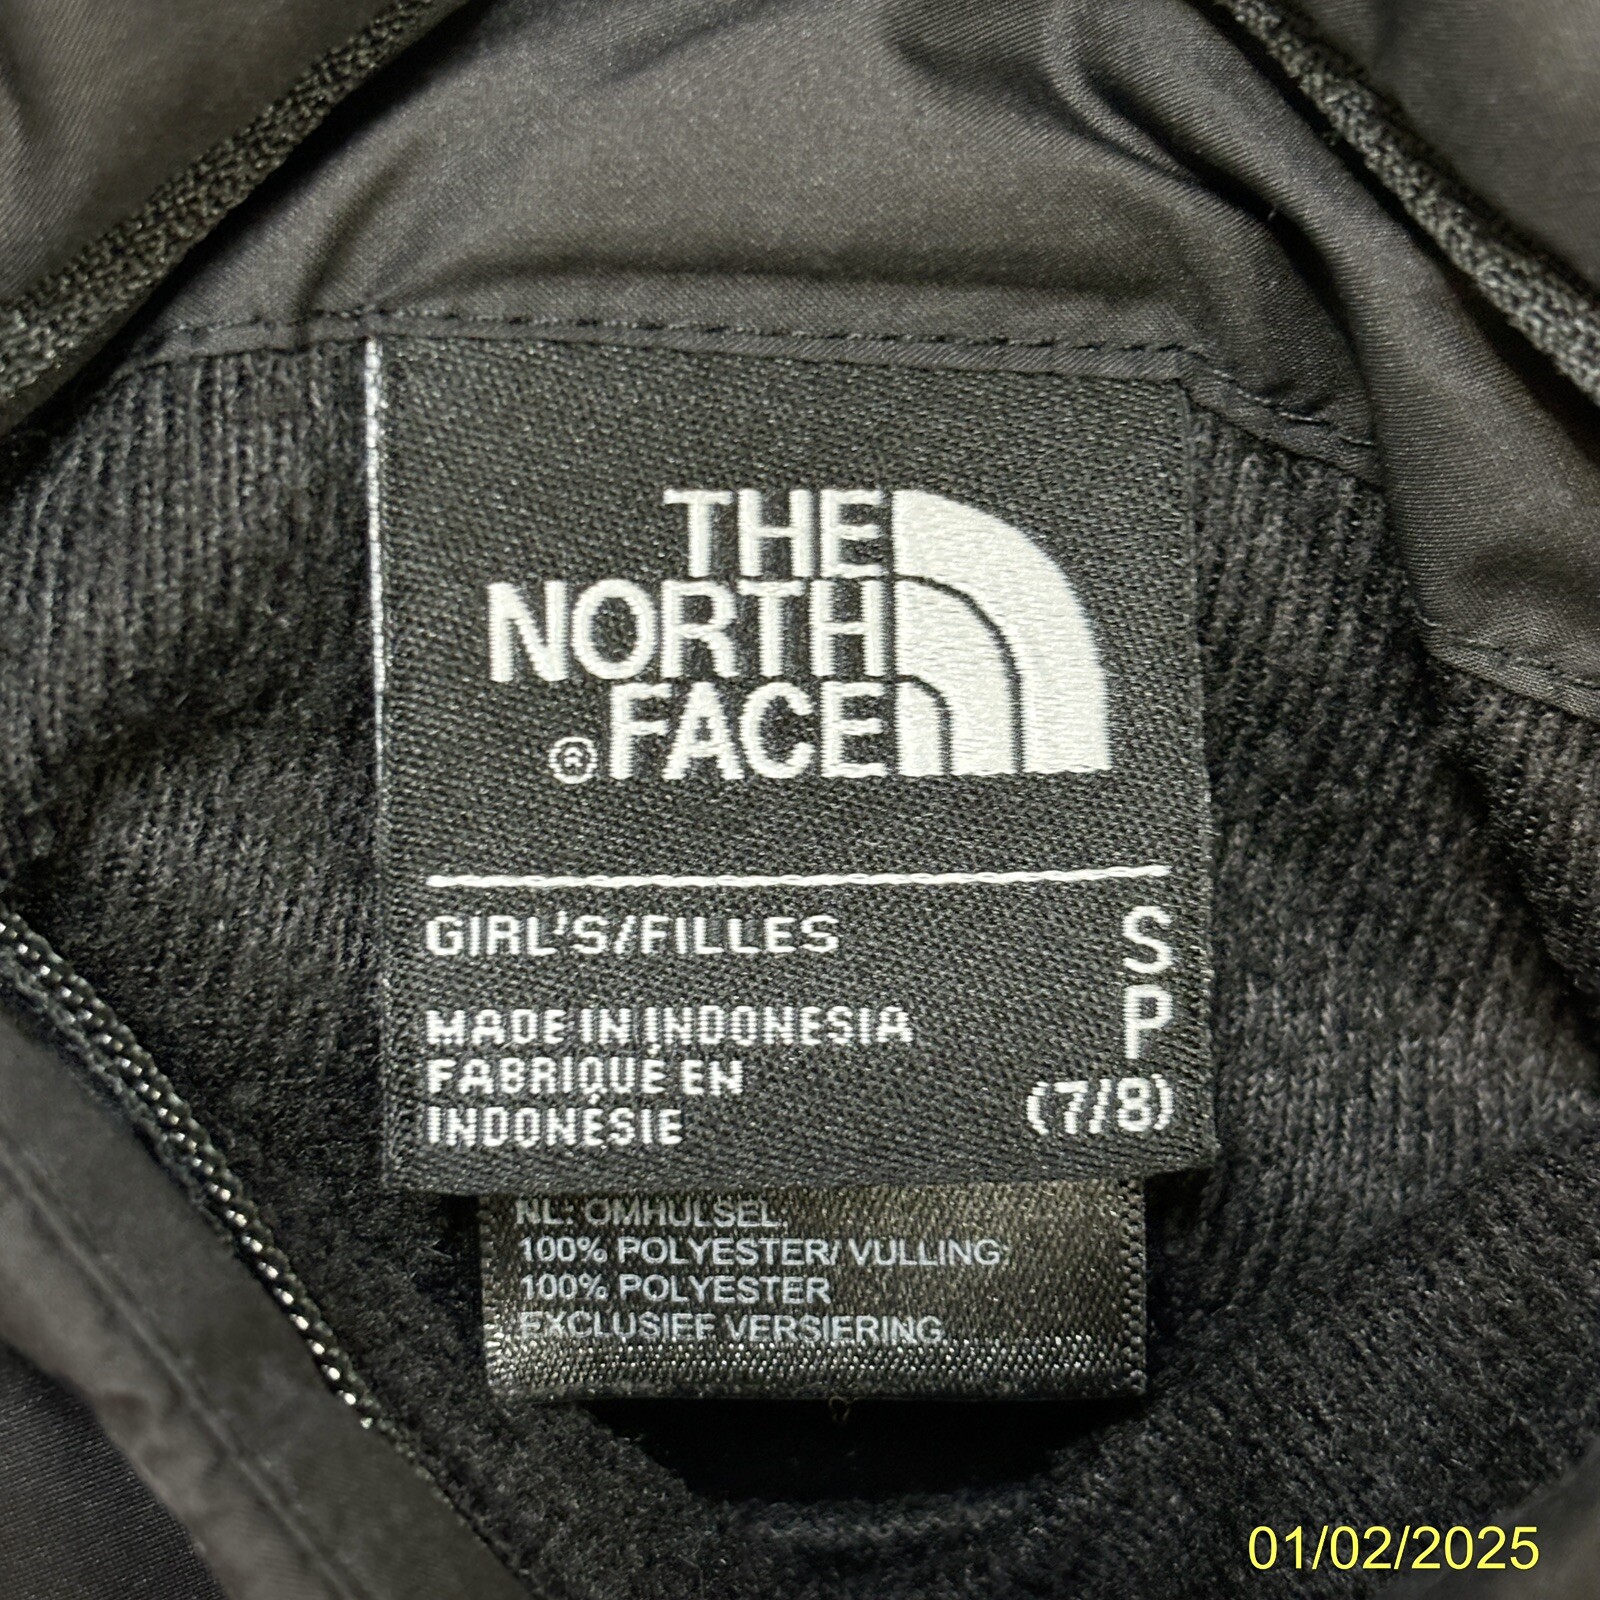 THE
NORTH
FACE
®
GIRL'S/FILLES
S
P
MADE IN INDONESIA
FABRIQUÉ EN
INDONÉSIE
(7/8)
NL: OMHULSEL:
100% POLYESTER/ VULLING:
100% POLYESTER
EXCLUSIEF VERSIERING
01/02/2025